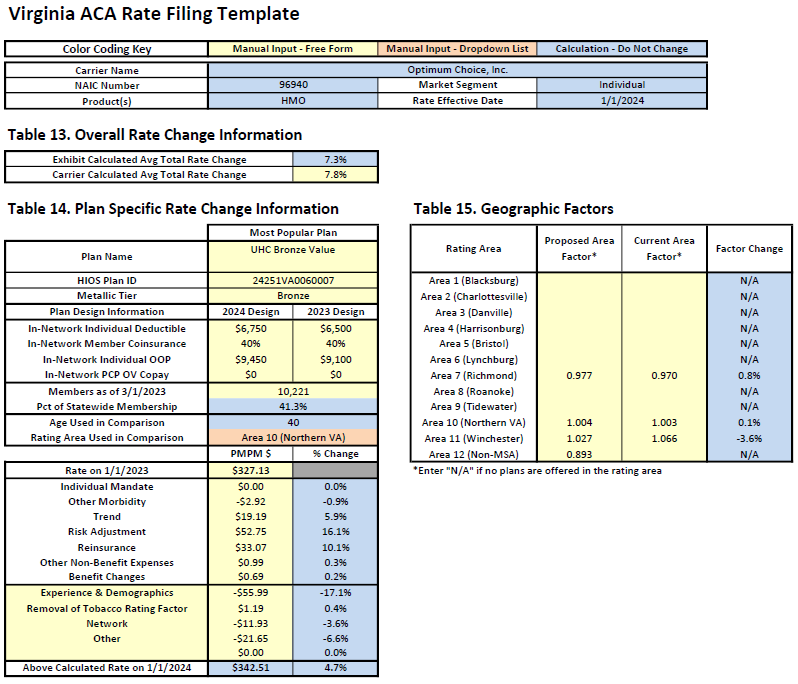 Virginia ACA Rate Filing Template
Color Coding Key Manual Input - Free Form Manual Input - Dropdown List Calculation - Do Not Change
Carrier Name Optimum Choice, Inc.
NAIC Number 96940 Market Segment Individual
Product(s) HMO Rate Effective Date 1/1/2024
Table 13. Overall Rate Change Information
Exhibit Calculated Avg Total Rate Change 7.3%
Carrier Calculated Avg Total Rate Change 7.8%
Table 14. Plan Specific Rate Change Information
Most Popular Plan
Plan Name UHC Bronze Value
HIOS Plan ID 24251VA0060007
Metallic Tier Bronze
Plan Design Information 2024 Design 2023 Design
In-Network Individual Deductible $6,750 $6,500
In-Network Member Coinsurance 40% 40%
In-Network Individual OOP $9,450 $9,100
In-Network PCP OV Copay $0 $0
Members as of 3/1/2023 10,221
Pct of Statewide Membership 41.3%
Age Used in Comparison 40
Rating Area Used in Comparison Area 10 (Northern VA)
PMPM $ % Change
Rate on 1/1/2023 $327.13
Individual Mandate $0.00 0.0%
Other Morbidity -$2.92 -0.9%
Trend $19.19 5.9%
Risk Adjustment $52.75 16.1%
Reinsurance $33.07 10.1%
Other Non-Benefit Expenses $0.99 0.3%
Benefit Changes $0.69 0.2%
Experience & Demographics -$55.99 -17.1%
Removal of Tobacco Rating Factor $1.19 0.4%
Network -$11.93 -3.6%
Other -$21.65 -6.6%
$0.00 0.0%
Above Calculated Rate on 1/1/2024 $342.51 4.7%
Table 15. Geographic Factors
Rating Area Proposed Area Factor* Current Area Factor* Factor Change
Area 1 (Blacksburg) N/A
Area 2 (Charlottesville) N/A
Area 3 (Danville) N/A
Area 4 (Harrisonburg) N/A
Area 5 (Bristol) N/A
Area 6 (Lynchburg) N/A
Area 7 (Richmond) 0.977 0.970 0.8%
Area 8 (Roanoke) N/A
Area 9 (Tidewater) N/A
Area 10 (Northern VA) 1.004 1.003 0.1%
Area 11 (Winchester) 1.027 1.066 -3.6%
Area 12 (Non-MSA) 0.893 N/A
*Enter "N/A" if no plans are offered in the rating area